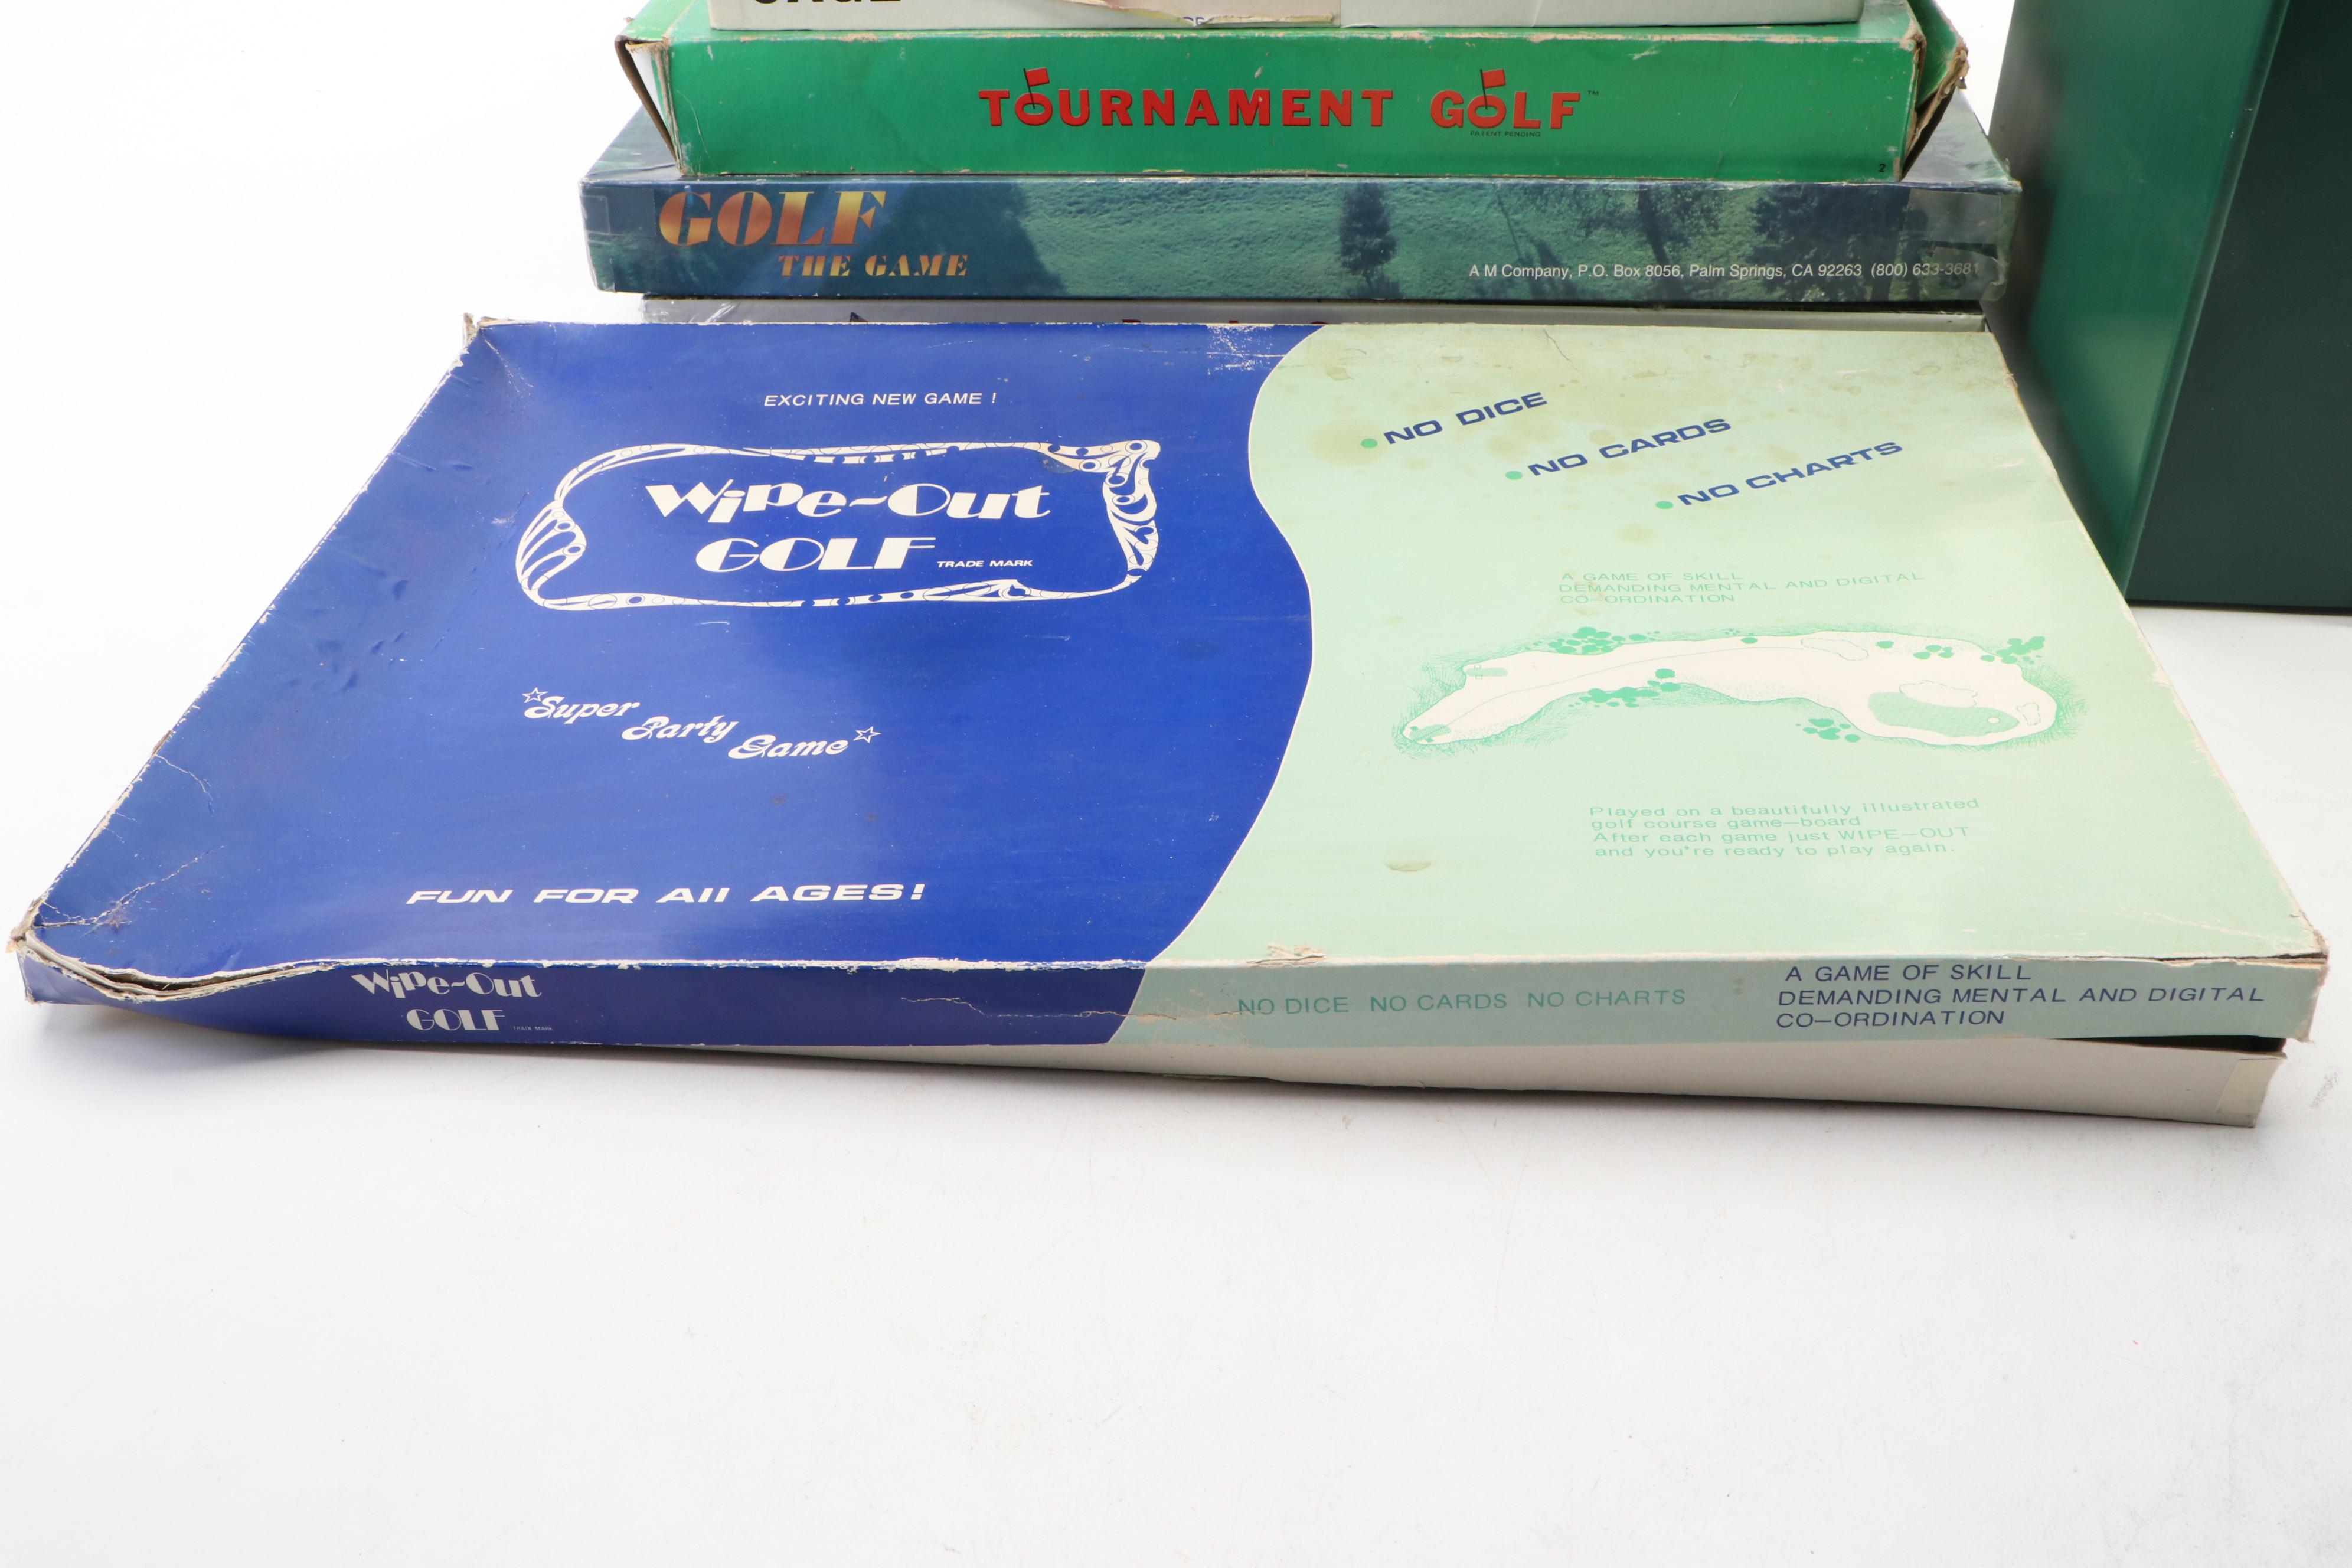 TOURNAMENT GOLF™
PATENT PENDING
2
GOLF
THE GAME
A M Company, P.O. Box 8056, Palm Springs, CA 92263 (800) 633-3681
EXCITING NEW GAME !
Wipe-Out
GOLF TRADE MARK
Super
Party
Game
FUN FOR All AGES!
NO DICE
NO CARDS
NO CHARTS
A GAME OF SKILL
DEMANDING MENTAL AND DIGITAL
CO-ORDINATION
Played on a beautifully illustrated
golf course game-board
After each game just WIPE-OUT
and you're ready to play again.
Wipe-Out
GOLF TRADE MARK
NO DICE NO CARDS NO CHARTS
A GAME OF SKILL
DEMANDING MENTAL AND DIGITAL
CO-ORDINATION